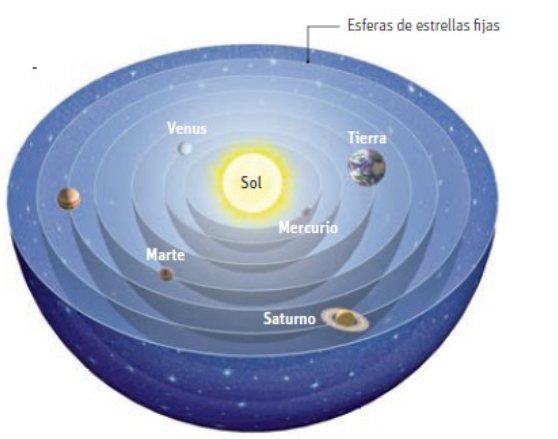 Esferas de estrellas fijas
-
Venus
Tierra
Sol
Mercurio
Marte
Saturno